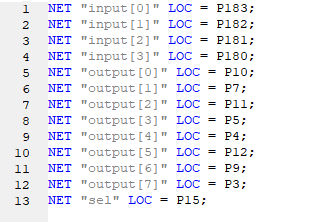 1 NET "input[0]" LOC = P183;
2 NET "input[1]" LOC = P182;
3 NET "input[2]" LOC = P181;
4 NET "input[3]" LOC = P180;
5 NET "output[0]" LOC = P10;
6 NET "output[1]" LOC = P7;
7 NET "output[2]" LOC = P11;
8 NET "output[3]" LOC = P5;
9 NET "output[4]" LOC = P4;
10 NET "output[5]" LOC = P12;
11 NET "output[6]" LOC = P9;
12 NET "output[7]" LOC = P3;
13 NET "sel" LOC = P15;